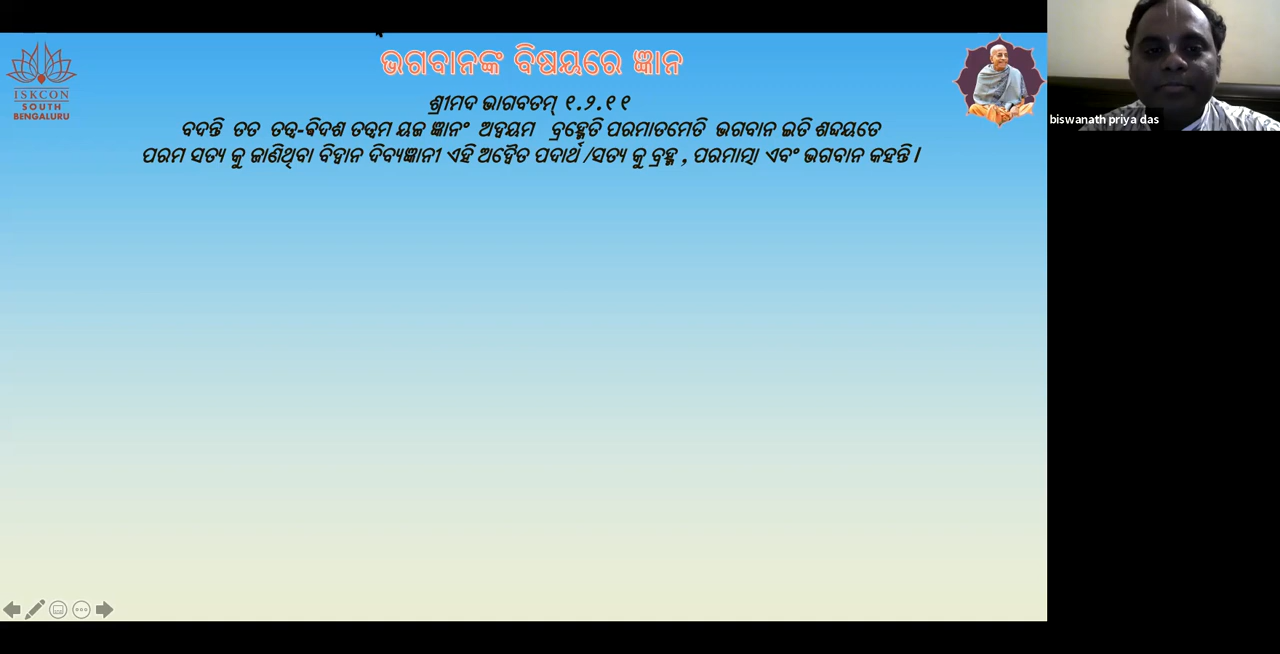 ISKCON
SOUTH
BENGALURU
ଭଗବାନଙ୍କ ବିଷୟରେ ଜ୍ଞାନ
ଶ୍ରୀମଦ ଭାଗବତମ୍ ୧.୨.୧୧
ବଦନ୍ତି ତତ ତତ୍ୱ-ଵିଦଶ ତତ୍ୱମ ୟଜ ଜ୍ଞାନଂ ଅଦ୍ୱୟମ ବ୍ରହ୍ମେତି ପରମାତମେତି ଭଗବାନ ଇତି ଶବ୍ଦୟତେ
ପରମ ସତ୍ୟ କୁ ଜାଣିଥିବା ବିଦ୍ୱାନ ଦିବ୍ୟଜ୍ଞାନୀ ଏହି ଅଦ୍ୱୈତ ପଦାର୍ଥ /ସତ୍ୟ କୁ ବ୍ରହ୍ମ , ପରମାତ୍ମା ଏବଂ ଭଗବାନ କହନ୍ତି ।
biswanath priya das